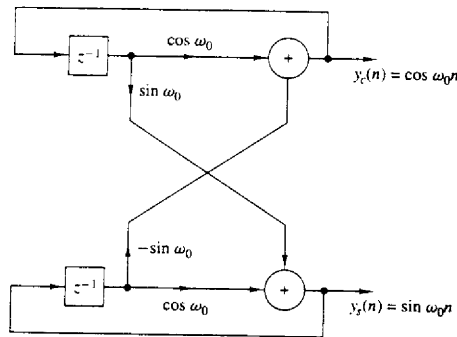 cos ω₀
z⁻¹
+
sin ω₀
y_c(n) = cos ω₀n
−sin ω₀
z⁻¹
+
cos ω₀
y_s(n) = sin ω₀n